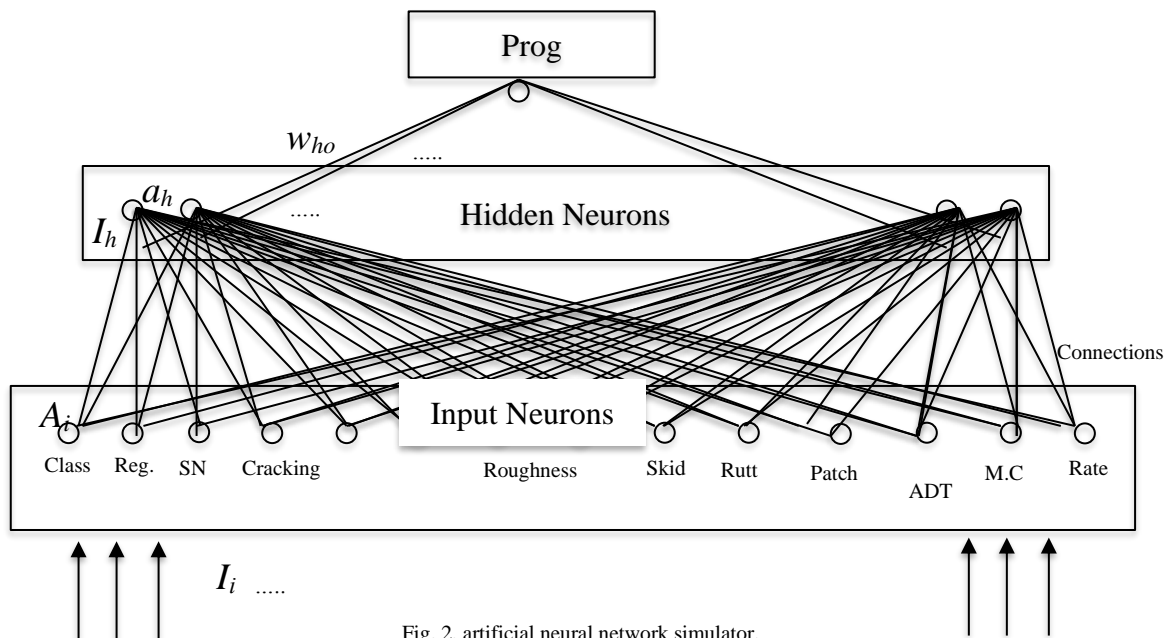 Prog
w_ho
.....
a_h
.....
Hidden Neurons
I_h
Connections
Input Neurons
A_i
Class Reg. SN Cracking Roughness Skid Rutt Patch ADT M.C Rate
I_i .....
Fig. 2. artificial neural network simulator